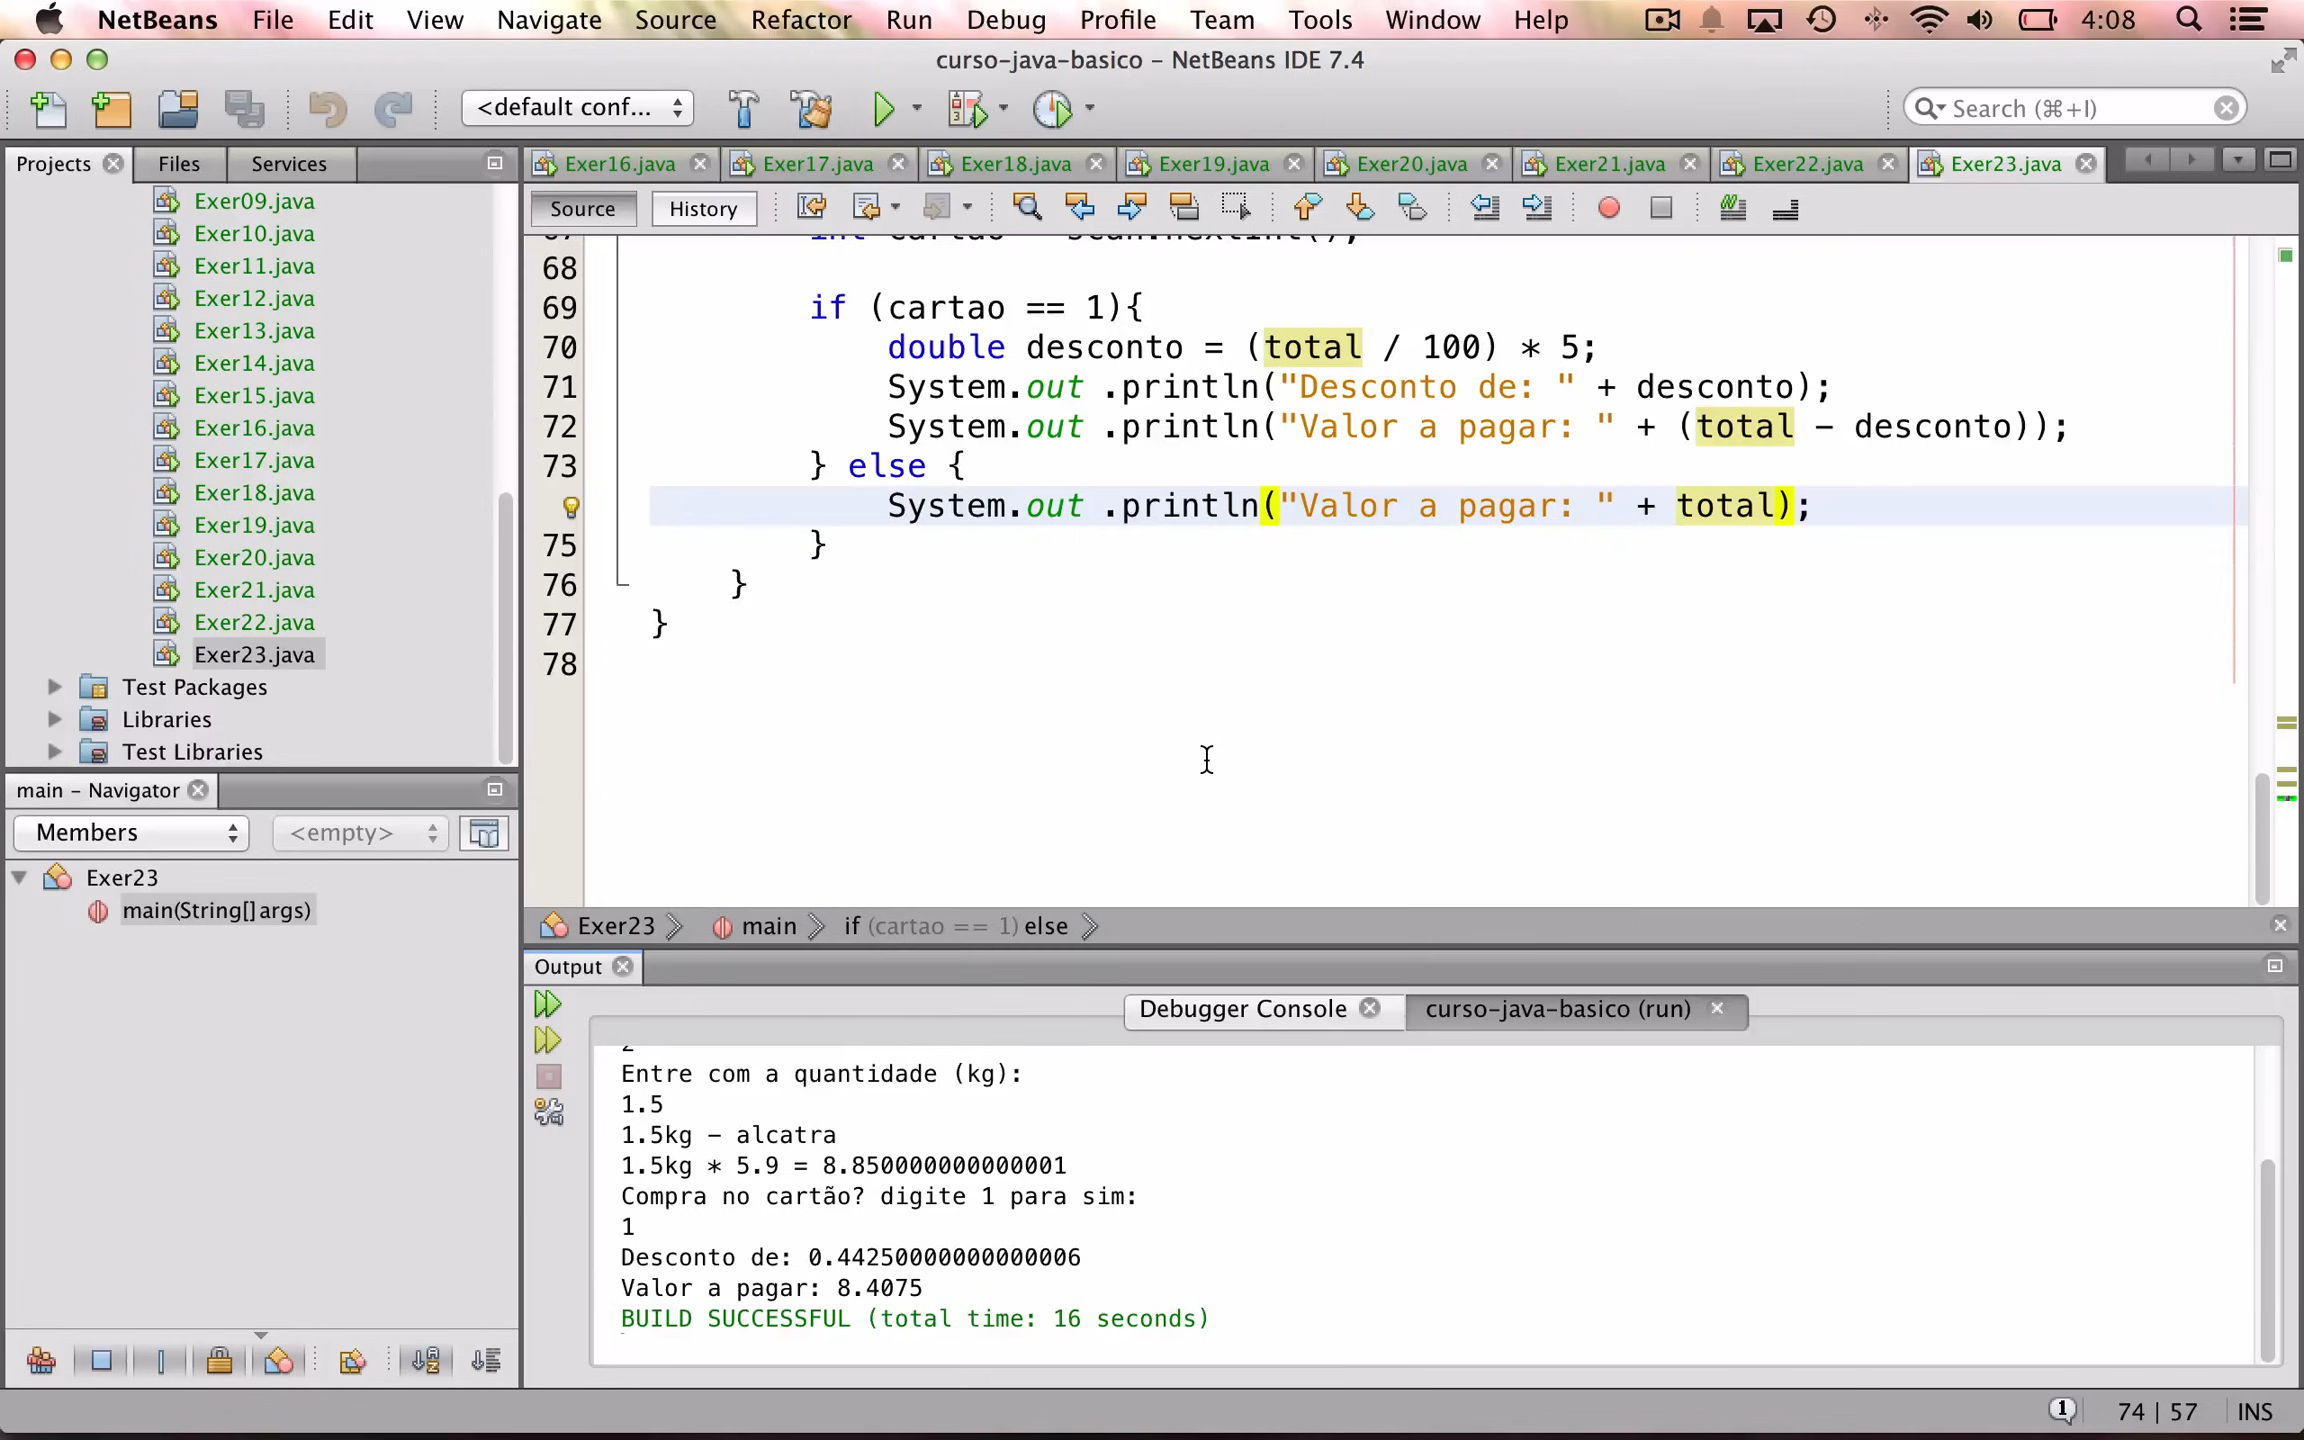 NetBeans File Edit View Navigate Source Refactor Run Debug Profile Team Tools Window Help 4:08
curso-java-basico – NetBeans IDE 7.4
<default conf... Search (⌘+I)
Projects Files Services
Exer09.java
Exer10.java
Exer11.java
Exer12.java
Exer13.java
Exer14.java
Exer15.java
Exer16.java
Exer17.java
Exer18.java
Exer19.java
Exer20.java
Exer21.java
Exer22.java
Exer23.java
Test Packages
Libraries
Test Libraries
main – Navigator
Members <empty>
Exer23
main(String[] args)
Exer16.java Exer17.java Exer18.java Exer19.java Exer20.java Exer21.java Exer22.java Exer23.java
Source History
int cartao = scan.nextInt();
68
69 if (cartao == 1){
70 double desconto = (total / 100) * 5;
71 System.out .println("Desconto de: " + desconto);
72 System.out .println("Valor a pagar: " + (total - desconto));
73 } else {
System.out .println("Valor a pagar: " + total);
75 }
76 }
77 }
78
Exer23 main if (cartao == 1) else
Output
Debugger Console curso-java-basico (run)
2
Entre com a quantidade (kg):
1.5
1.5kg - alcatra
1.5kg * 5.9 = 8.850000000000001
Compra no cartão? digite 1 para sim:
1
Desconto de: 0.44250000000000006
Valor a pagar: 8.4075
BUILD SUCCESSFUL (total time: 16 seconds)
1 74 | 57 INS